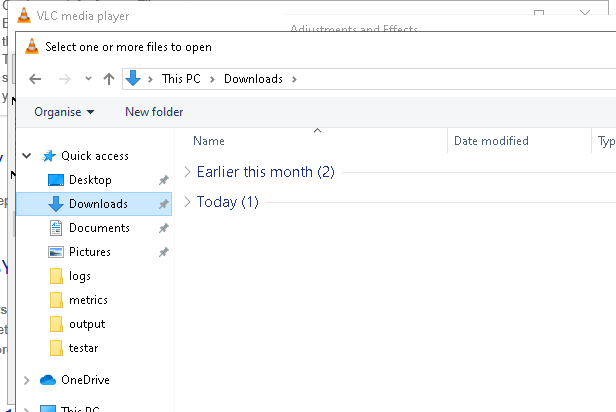 VLC media player
Adjustments and Effects
Select one or more files to open
This PC > Downloads >
Organise New folder
Name Date modified Typ
Quick access
Earlier this month (2)
Desktop
Today (1)
Downloads
Documents
Pictures
logs
metrics
output
testar
OneDrive
This PC